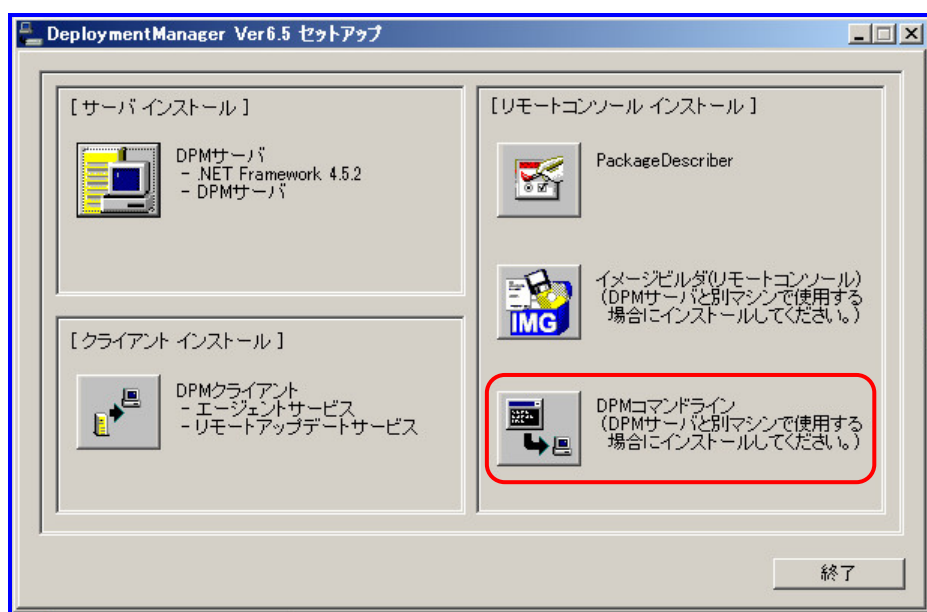 DeploymentManager Ver6.5 セットアップ
[ サーバ インストール ]
DPMサーバ
- .NET Framework 4.5.2
- DPMサーバ
[ クライアント インストール ]
DPMクライアント
- エージェントサービス
- リモートアップデートサービス
[ リモートコンソール インストール ]
PackageDescriber
IMG
イメージビルダ(リモートコンソール)
(DPMサーバと別マシンで使用する
場合にインストールしてください。)
DPMコマンドライン
(DPMサーバと別マシンで使用する
場合にインストールしてください。)
終了